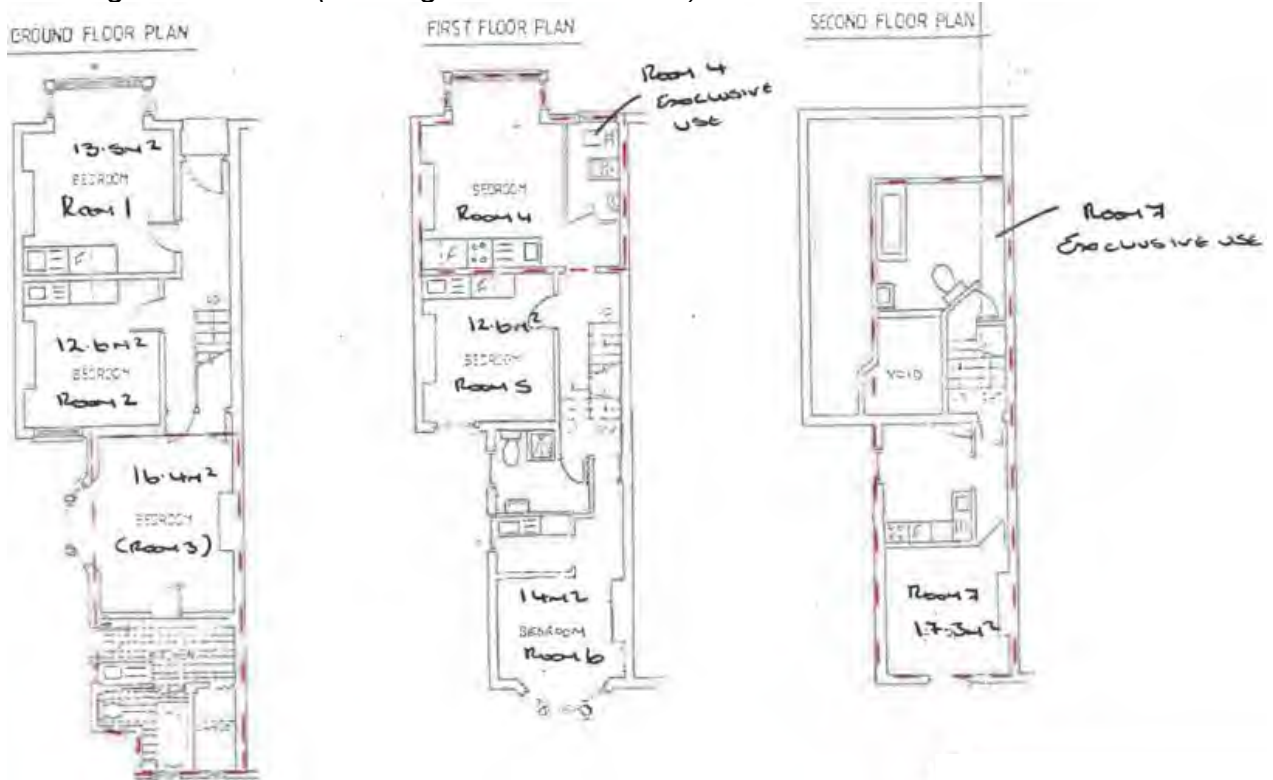 GROUND FLOOR PLAN
13.5M²
BEDROOM
Room 1
F
12.6M²
BEDROOM
Room 2
16.4M²
BEDROOM
(Room 3)
KITCHEN
FIRST FLOOR PLAN
Room 4
EXCLUSIVE
USE
BEDROOM
Room 4
F
F
12.6M²
BEDROOM
Room 5
14M2
BEDROOM
Room 6
SECOND FLOOR PLAN
Room 7
EXCLUSIVE USE
VOID
F
Room 7
17.3M²